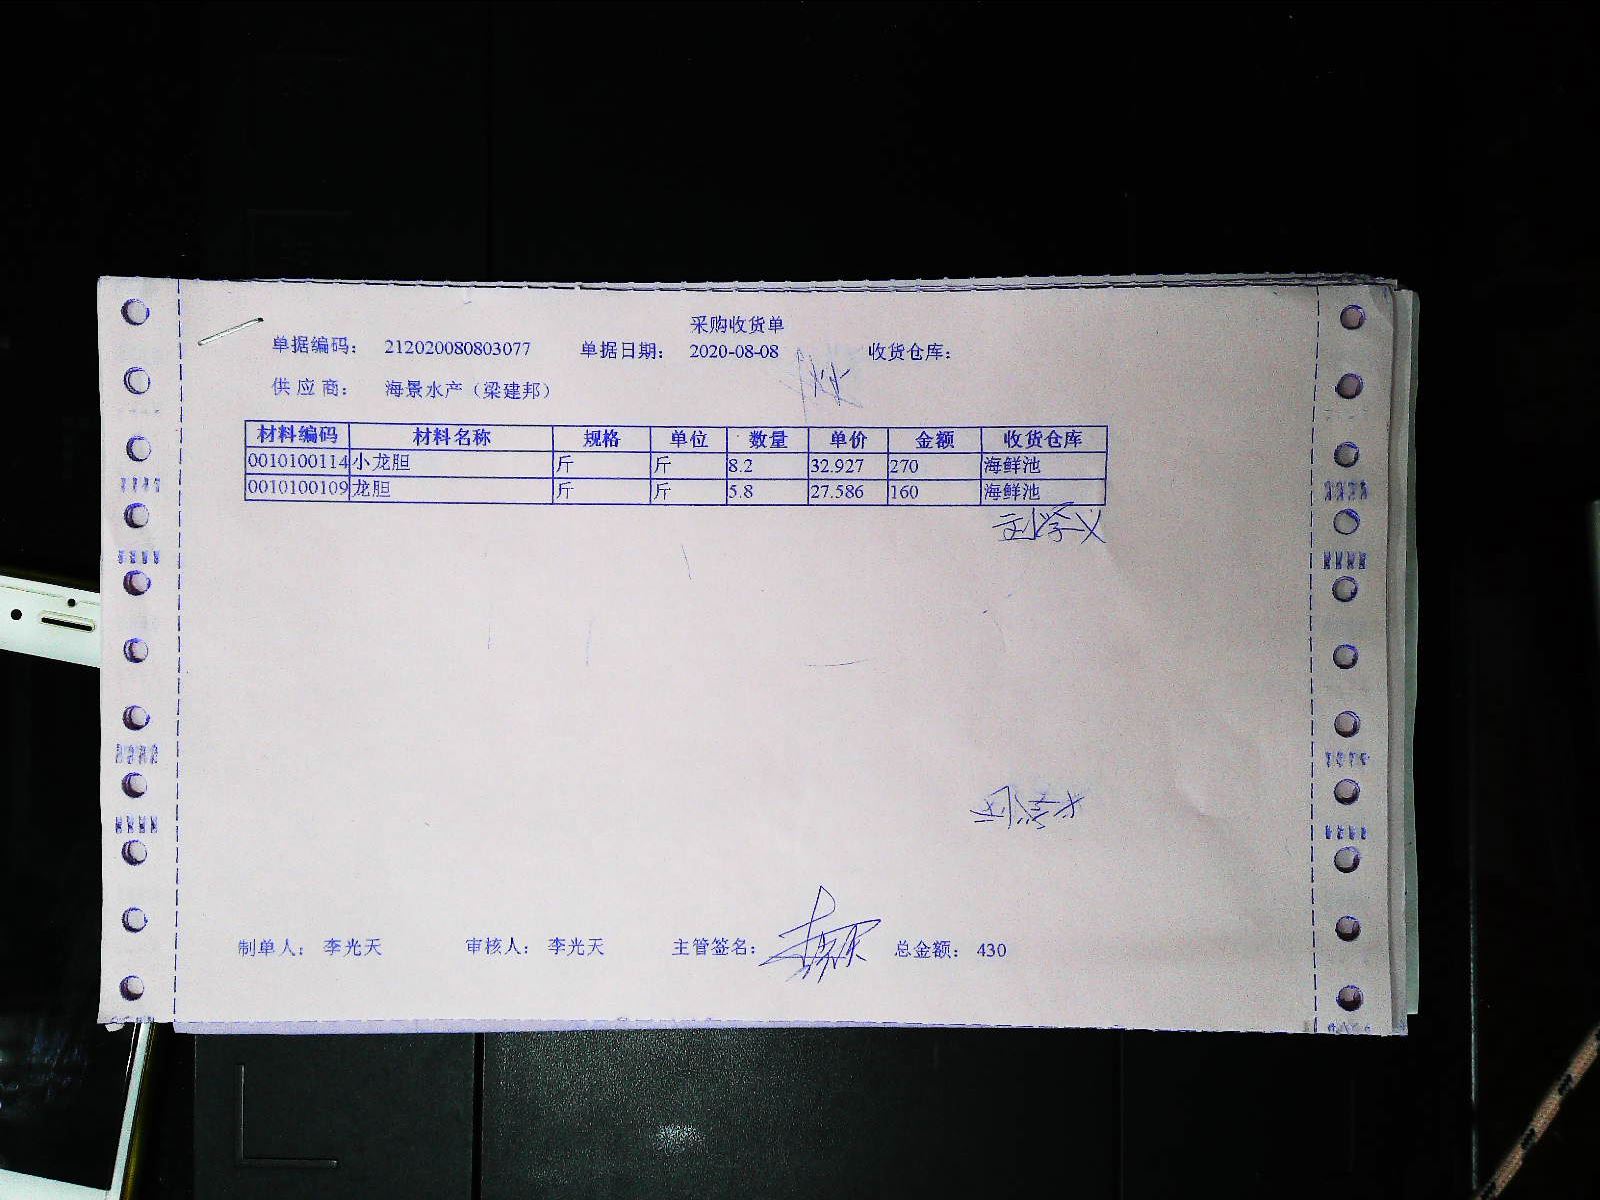 采购收货单
单据编码： 212020080803077 单据日期： 2020-08-08 收货仓库：
供应商： 海景水产（梁建邦）
材料编码 材料名称 规格 单位 数量 单价 金额 收货仓库
0010100114 小龙胆 斤 斤 8.2 32.927 270 海鲜池
0010100109 龙胆 斤 斤 5.8 27.586 160 海鲜池
刘学义
制单人： 李光天 审核人： 李光天 主管签名： 总金额： 430